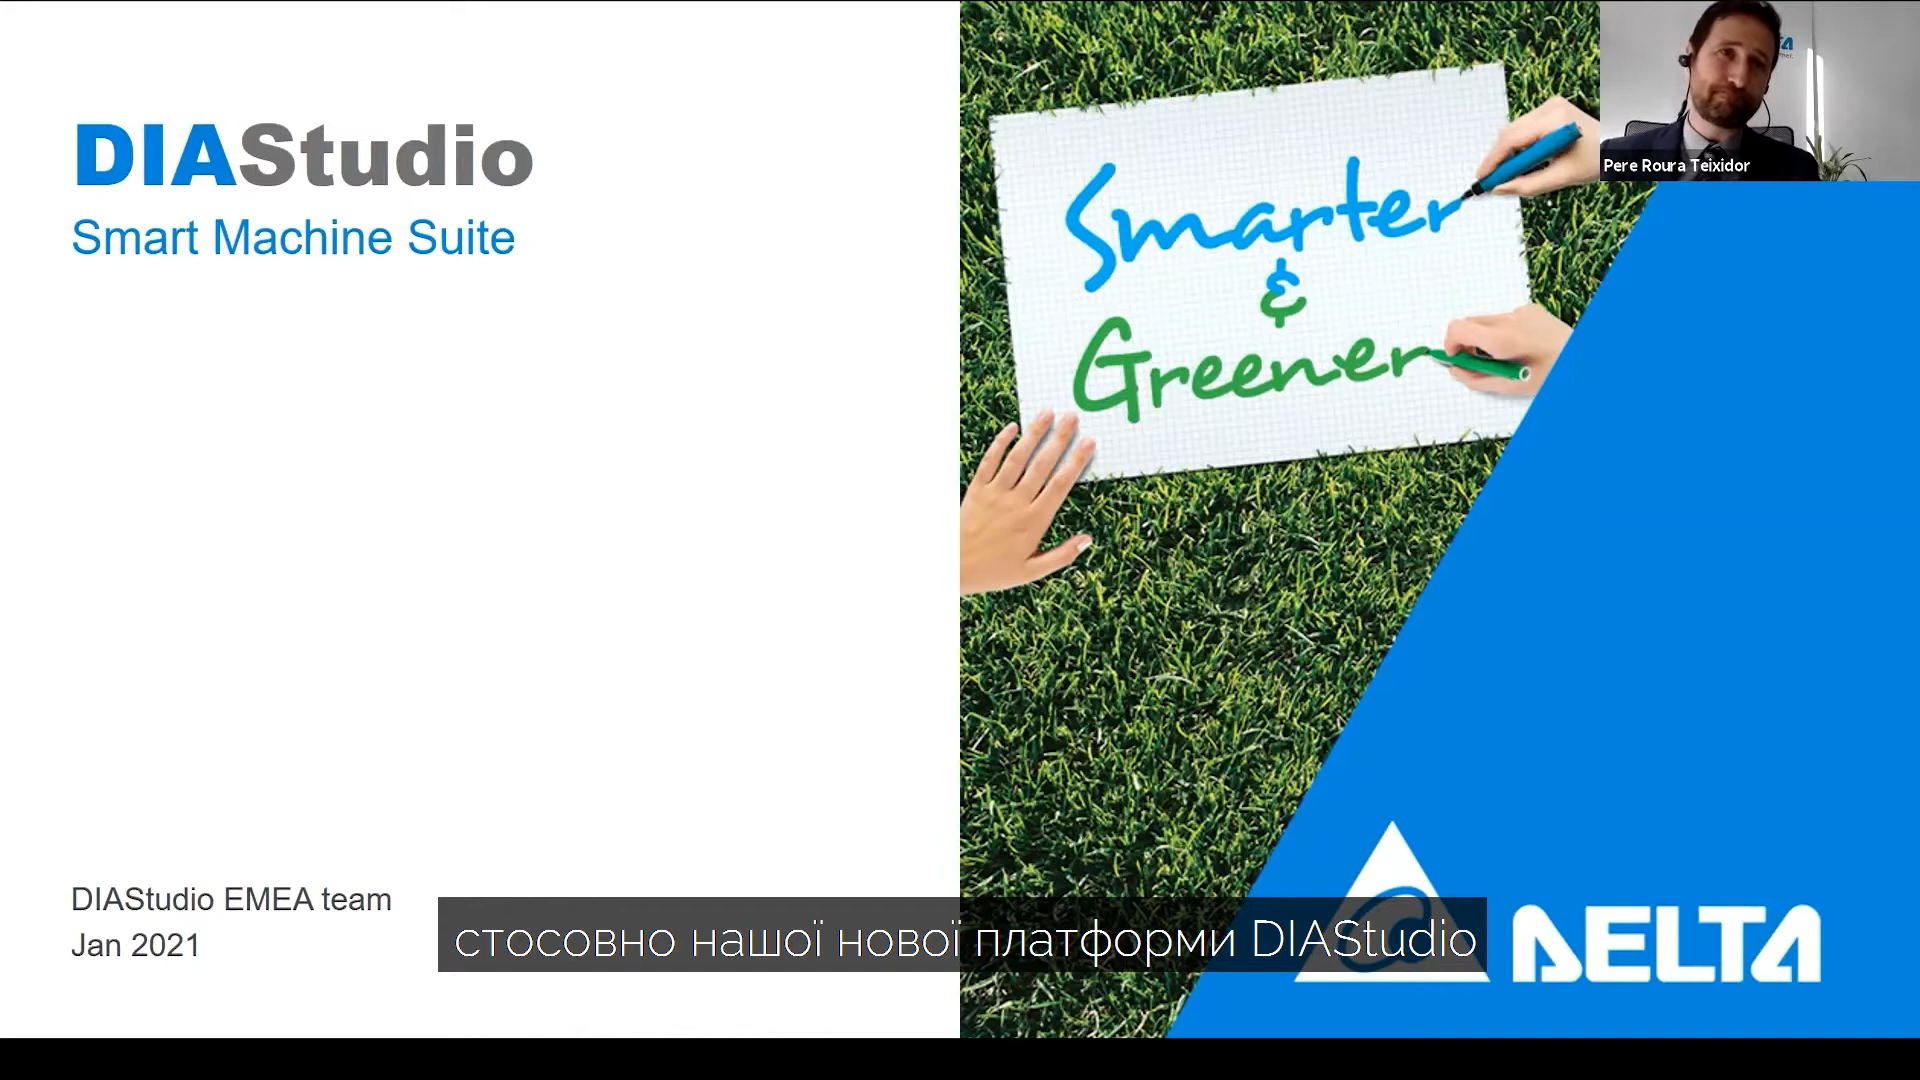 DIAStudio
Smart Machine Suite
Smarter
&
Greener
Pere Roura Teixidor
DIAStudio EMEA team
Jan 2021
стосовно нашої нової платформи DIAStudio
DELTA